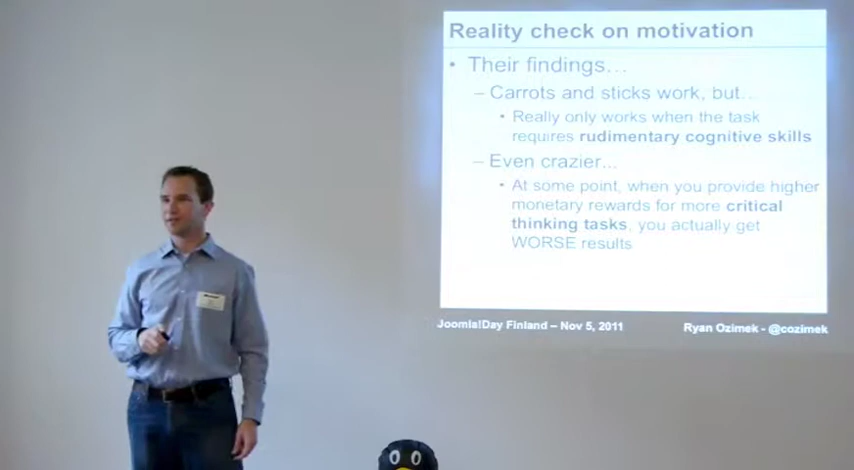 Reality check on motivation
• Their findings…
– Carrots and sticks work, but…
• Really only works when the task
requires rudimentary cognitive skills
– Even crazier…
• At some point, when you provide higher
monetary rewards for more critical
thinking tasks, you actually get
WORSE results
Joomla!Day Finland – Nov 5, 2011
Ryan Ozimek - @cozimek